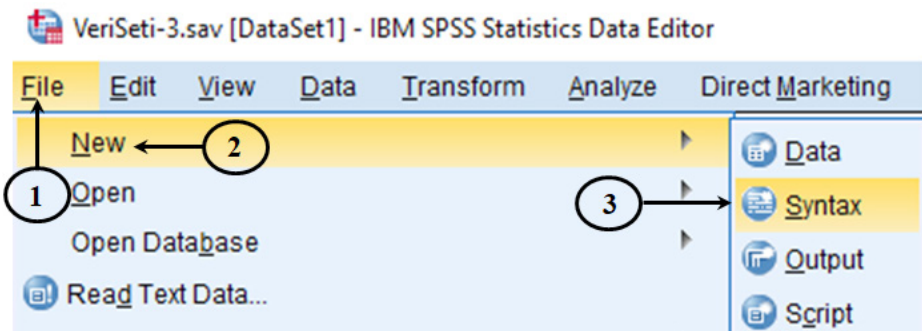 VeriSeti-3.sav [DataSet1] - IBM SPSS Statistics Data Editor
File Edit View Data Transform Analyze Direct Marketing
New 2 Data
1 Open 3 Syntax
Open Database Output
Read Text Data... Script